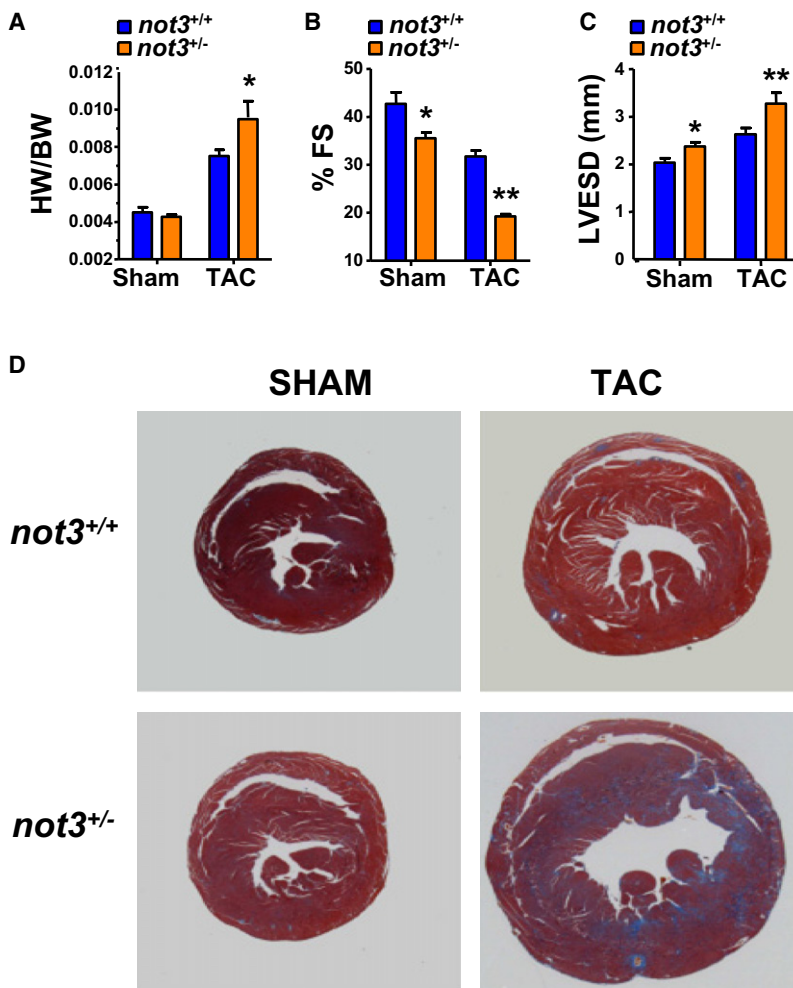 A
not3+/+
not3+/-
HW/BW
0.012
0.010
0.008
0.006
0.004
0.002
*
Sham TAC
B
not3+/+
not3+/-
% FS
50
40
30
20
10
*
**
Sham TAC
C
not3+/+
not3+/-
LVESD (mm)
4
3
2
1
0
*
**
Sham TAC
D
SHAM TAC
not3+/+
not3+/-